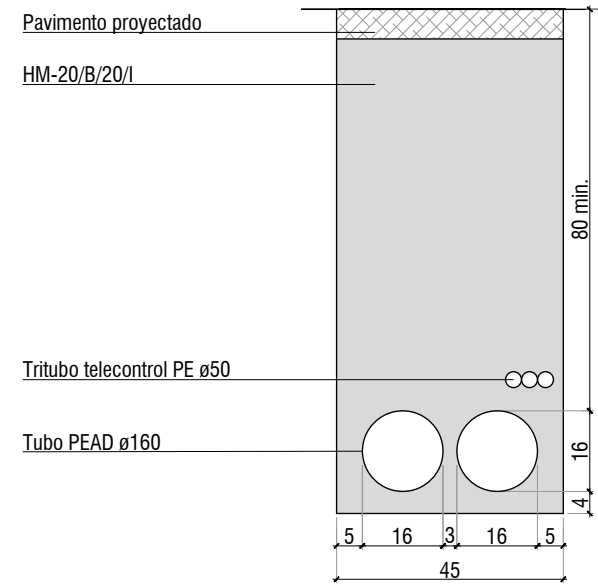 Pavimento proyectado
HM-20/B/20/I
80 min.
Tritubo telecontrol PE ø50
Tubo PEAD ø160
16
4
5 16 3 16 5
45